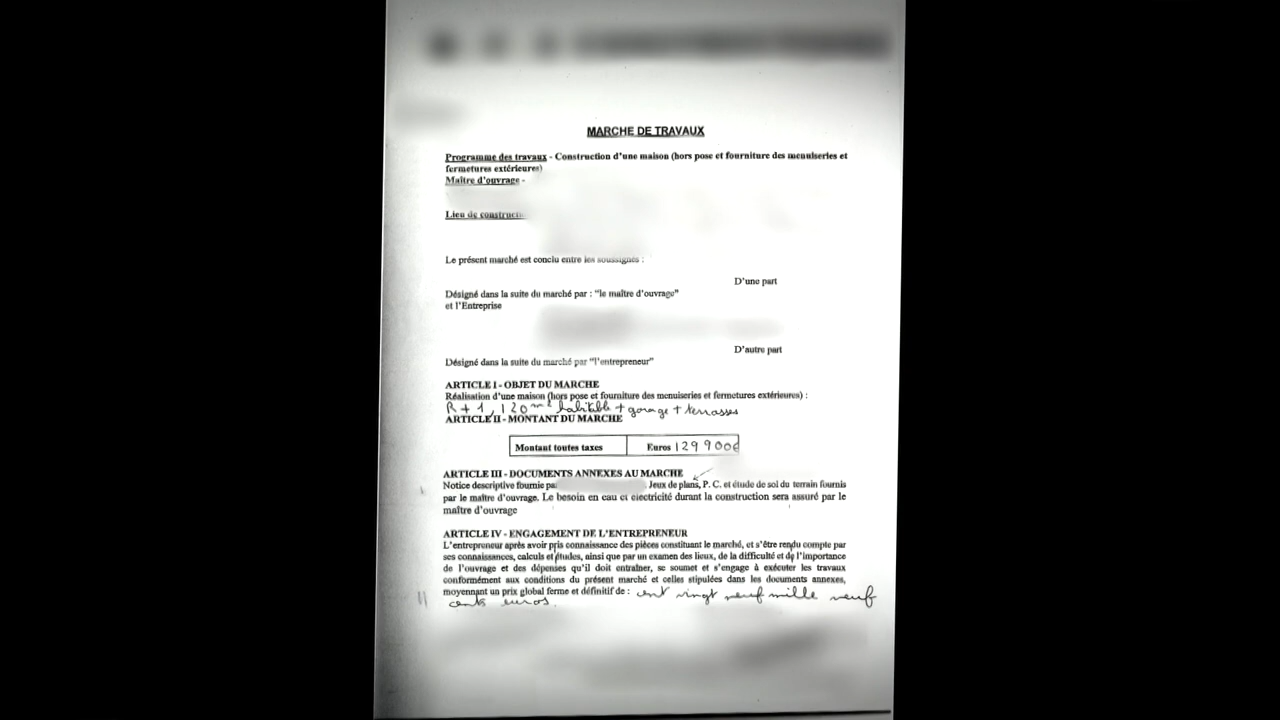 MARCHE DE TRAVAUX
Programme des travaux - Construction d'une maison (hors pose et fourniture des menuiseries et
fermetures extérieures)
Maître d'ouvrage -
Lieu de construc
Le présent marché est conclu entre les soussignés :
D'une part
Désigné dans la suite du marché par : "le maître d'ouvrage"
et l'Entreprise
D'autre part
Désigné dans la suite du marché par "l'entrepreneur"
ARTICLE I - OBJET DU MARCHE
Réalisation d'une maison (hors pose et fourniture des menuiseries et fermetures extérieures) :
R + 1, 120 m² habitable + garage + terrasses
ARTICLE II - MONTANT DU MARCHE
Montant toutes taxes Euros 129 900€
ARTICLE III - DOCUMENTS ANNEXES AU MARCHE
Notice descriptive fournie pa Jeux de plans, P. C. et étude de sol du terrain fournis
par le maître d'ouvrage. Le besoin en eau et electricité durant la construction sera assuré par le
maître d'ouvrage
ARTICLE IV - ENGAGEMENT DE L'ENTREPRENEUR
L'entrepreneur après avoir pris connaissance des pièces constituant le marché, et s'être rendu compte par
ses connaissances, calculs et études, ainsi que par un examen des lieux, de la difficulté et de l'importance
de l'ouvrage et des dépenses qu'il doit entraîner, se soumet et s'engage à exécuter les travaux
conformément aux conditions du présent marché et celles stipulées dans les documents annexes,
moyennant un prix global ferme et définitif de : cent vingt neuf mille neuf
cents euros.